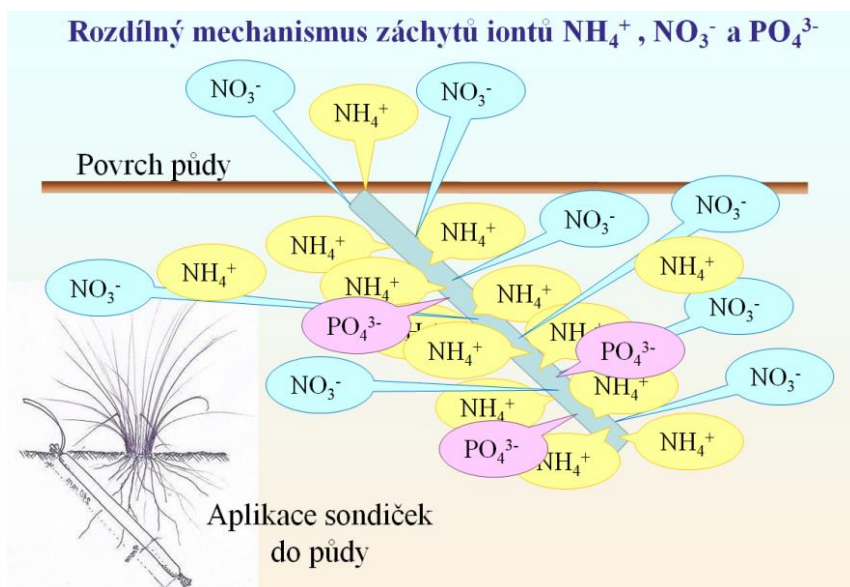 Rozdílný mechanismus záchytů iontů NH₄⁺ , NO₃⁻ a PO₄³⁻
NO₃⁻
NH₄⁺
NO₃⁻
Povrch půdy
NO₃⁻
NO₃⁻
NH₄⁺
NH₄⁺
NH₄⁺
NH₄⁺
NO₃⁻
NH₄⁺
NH₄⁺
NO₃⁻
PO₄³⁻
NH₄⁺
NH₄⁺
PO₄³⁻
NH₄⁺
NO₃⁻
NH₄⁺
NO₃⁻
NH₄⁺
PO₄³⁻
NH₄⁺
NH₄⁺
Aplikace sondiček
do půdy